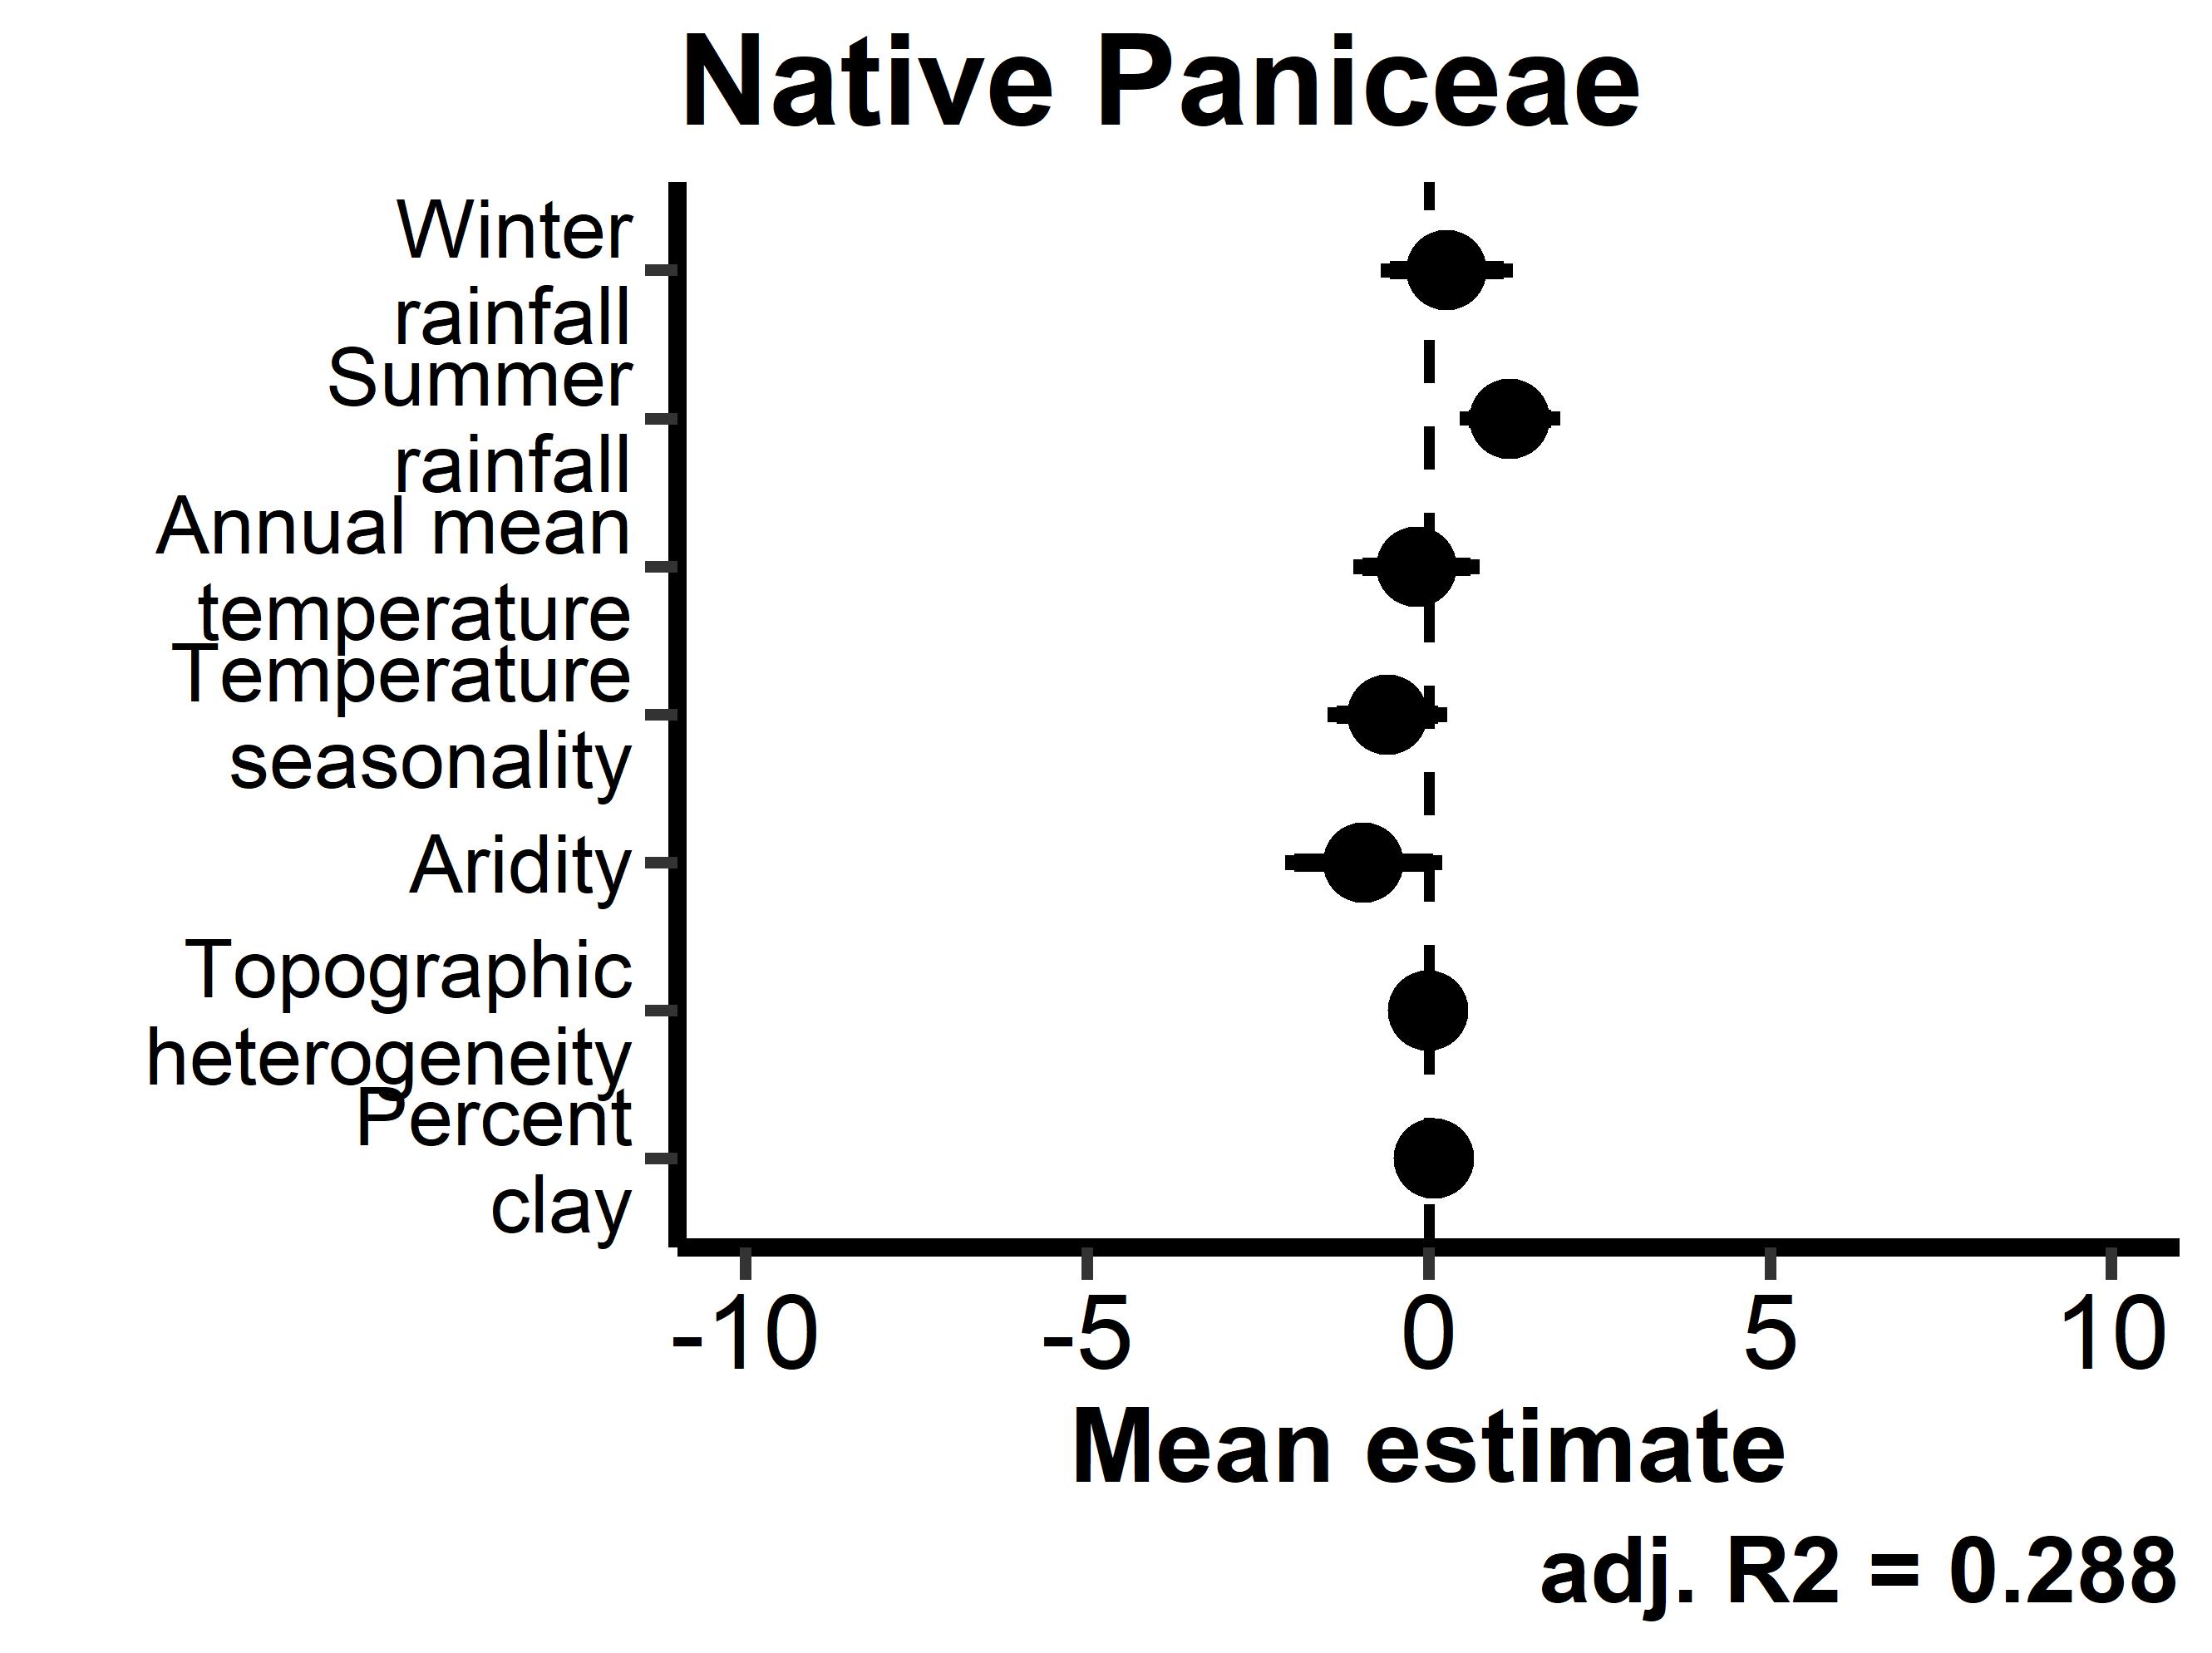 Native Paniceae
Winter
rainfall
Summer
rainfall
Annual mean
temperature
Temperature
seasonality
Aridity
Topographic
heterogeneity
Percent
clay
-10 -5 0 5 10
Mean estimate
adj. R2 = 0.288